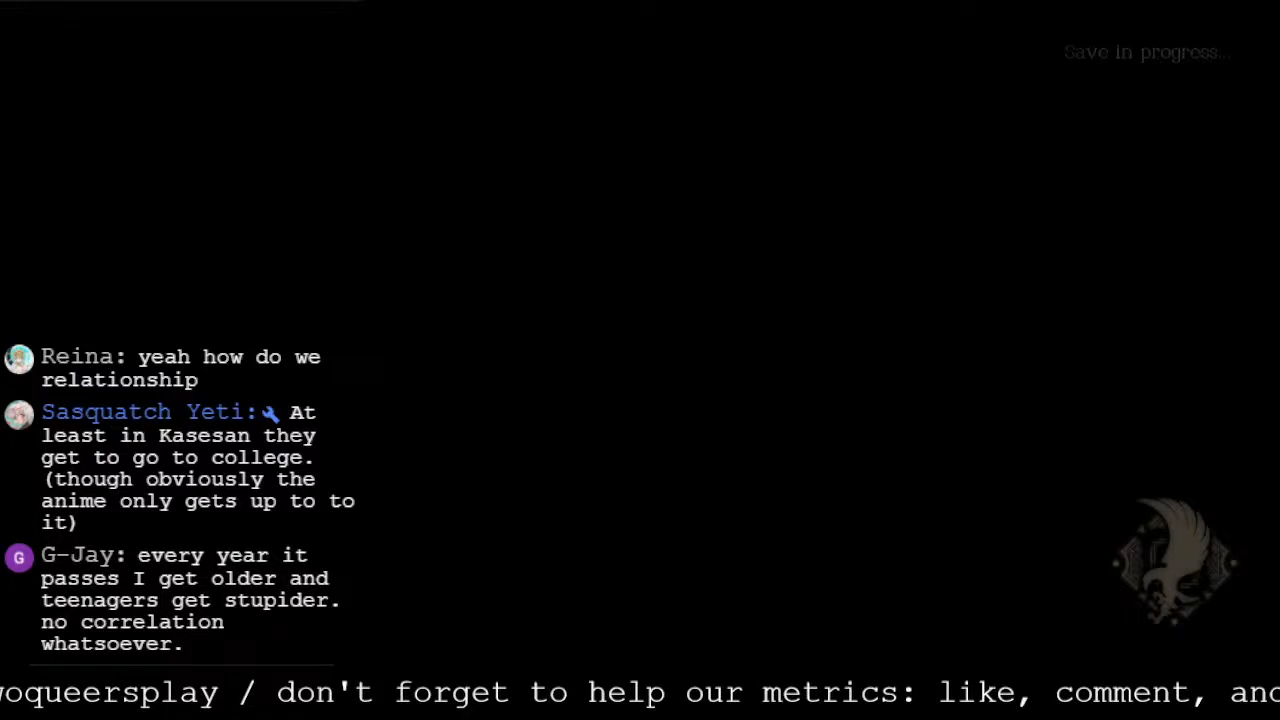 Save in progress...
Reina: yeah how do we
relationship
Sasquatch Yeti: At
least in Kasesan they
get to go to college.
(though obviously the
anime only gets up to to
it)
G G-Jay: every year it
passes I get older and
teenagers get stupider.
no correlation
whatsoever.
woqueersplay / don't forget to help our metrics: like, comment, and